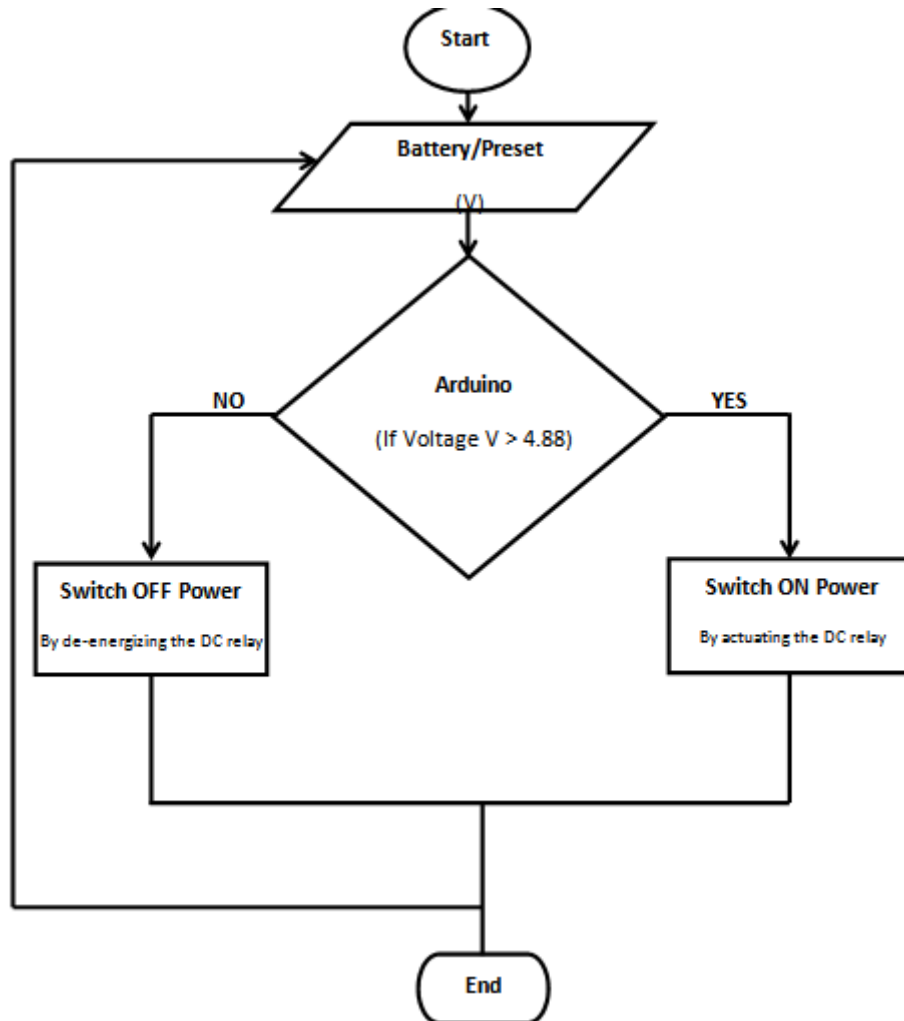 Start
Battery/Preset
(V)
Arduino
(If Voltage V > 4.88)
NO
YES
Switch OFF Power
By de-energizing the DC relay
Switch ON Power
By actuating the DC relay
End